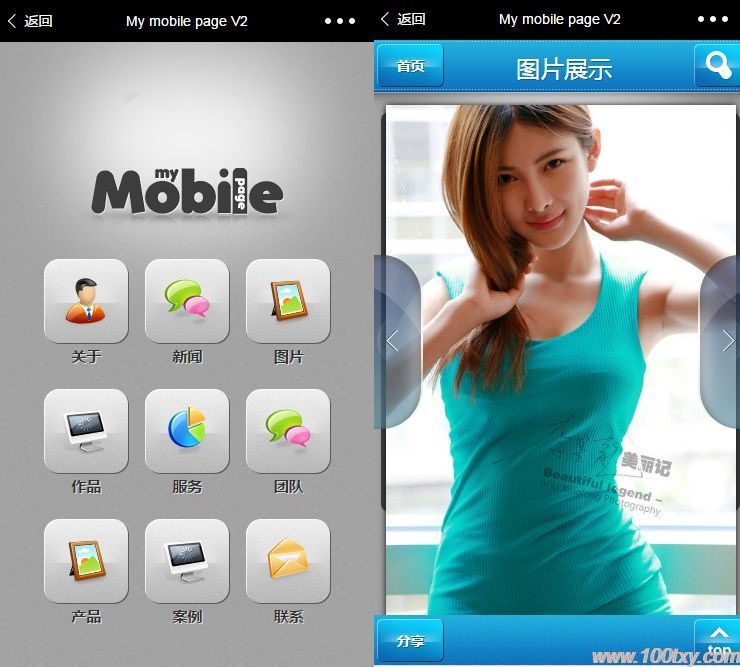 返回 My mobile page V2
my
Mobile
page
关于 新闻 图片
作品 服务 团队
产品 案例 联系
返回 My mobile page V2
首页 图片展示
美丽记
Beautiful legend –
Photography
分享 top
www.100txy.com